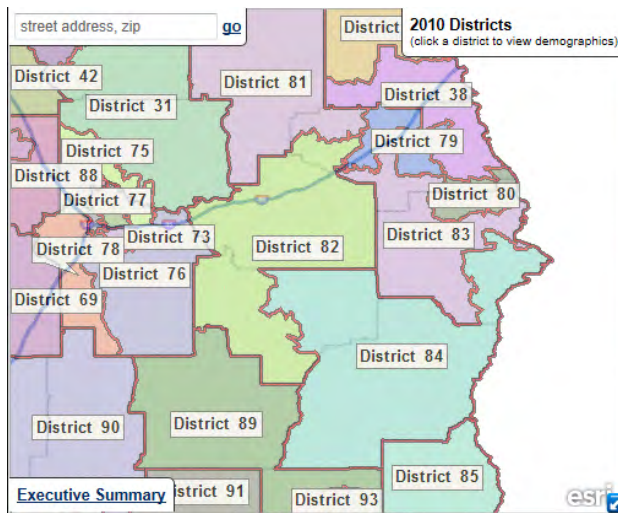 street address, zip
go
2010 Districts
(click a district to view demographics)
District
District 42
District 81
District 38
District 31
District 79
District 75
District 88
District 77
District 80
District 73
District 83
District 78
District 82
District 76
District 69
District 84
District 89
District 90
District 85
Executive Summary
istrict 91
District 93
esri